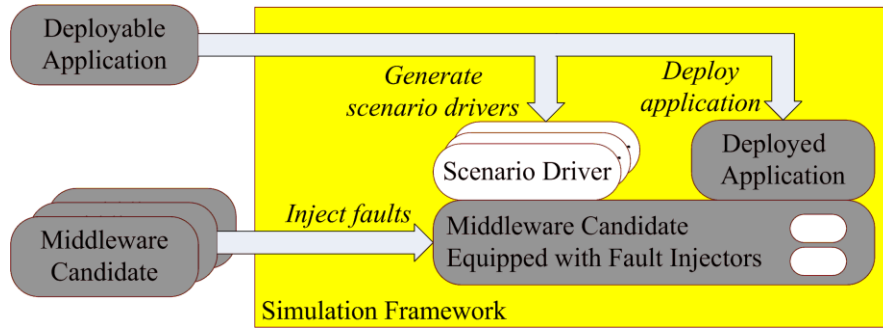 Deployable
Application
Generate
scenario drivers
Deploy
application
Scenario Driver
Deployed
Application
Middleware
Candidate
Inject faults
Middleware Candidate
Equipped with Fault Injectors
Simulation Framework